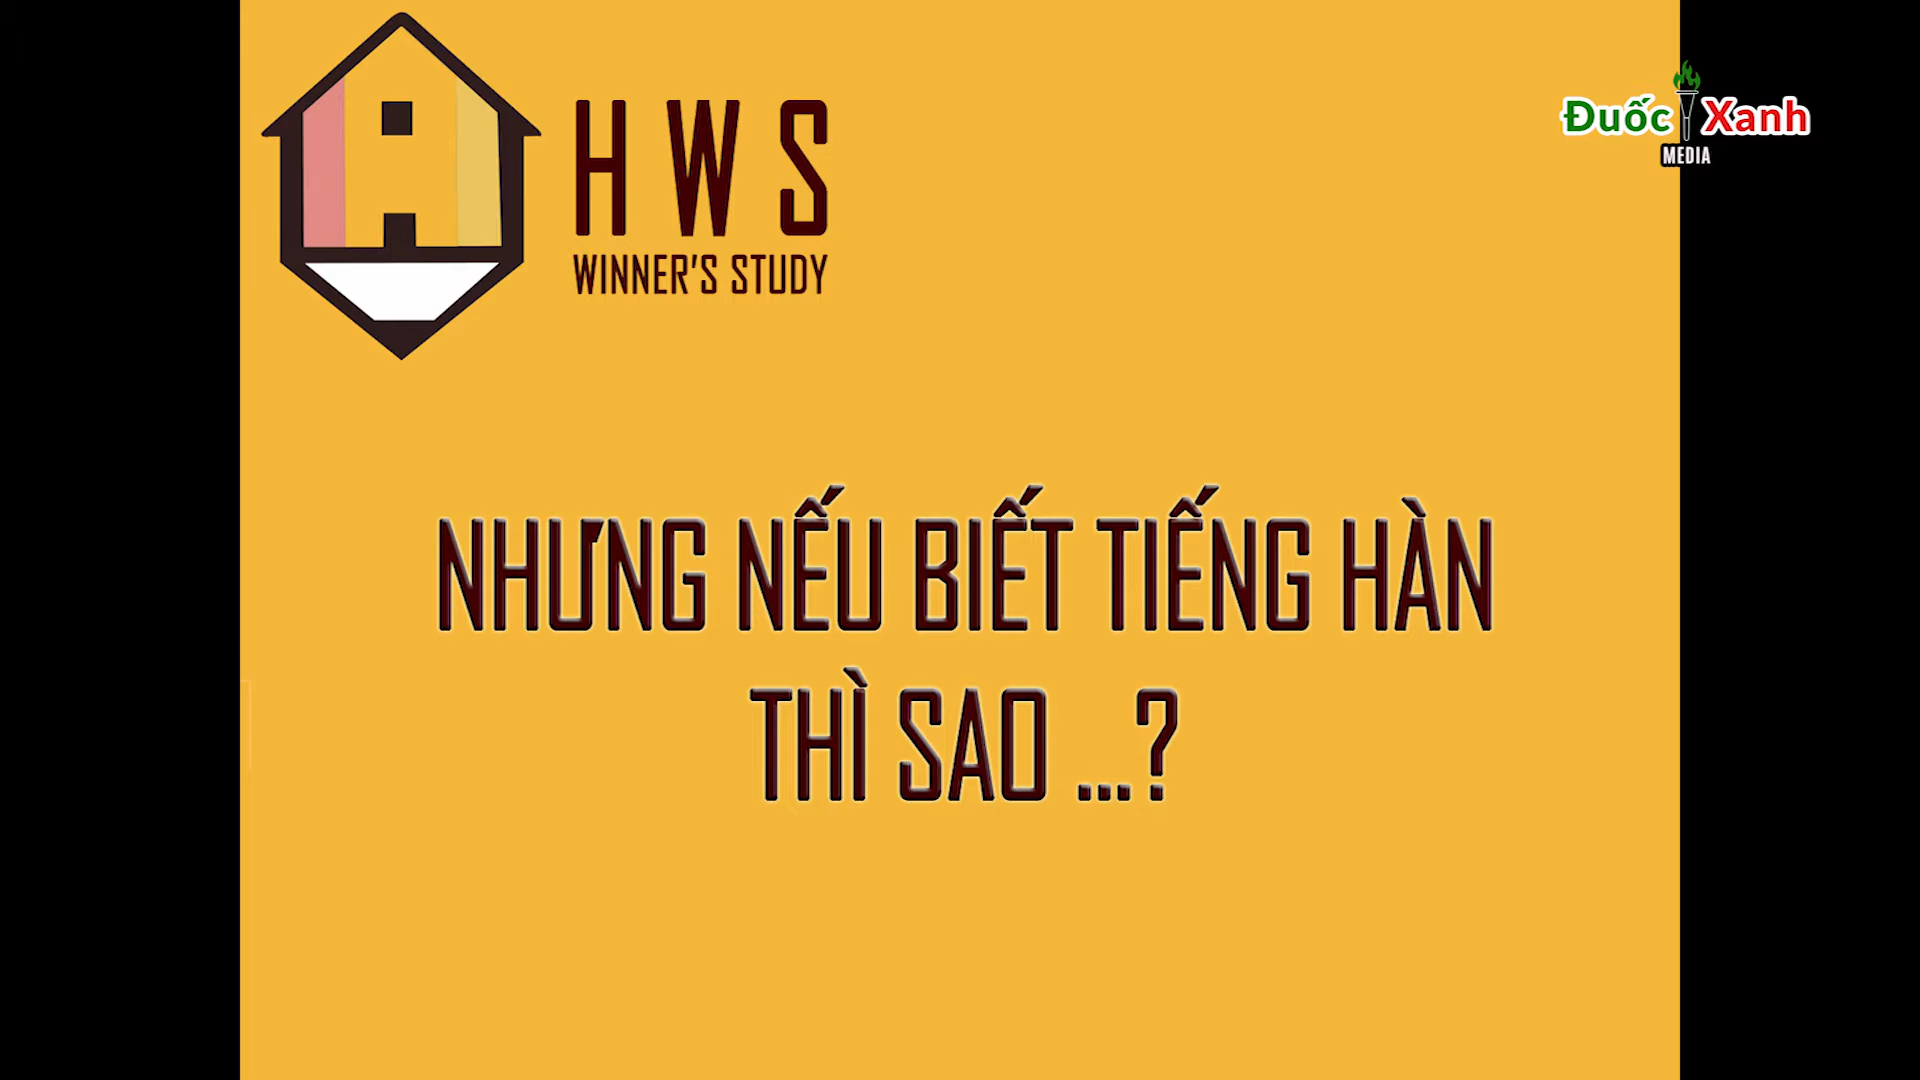 HWS
WINNER'S STUDY
Đuốc Xanh
MEDIA
NHƯNG NẾU BIẾT TIẾNG HÀN
THÌ SAO ...?